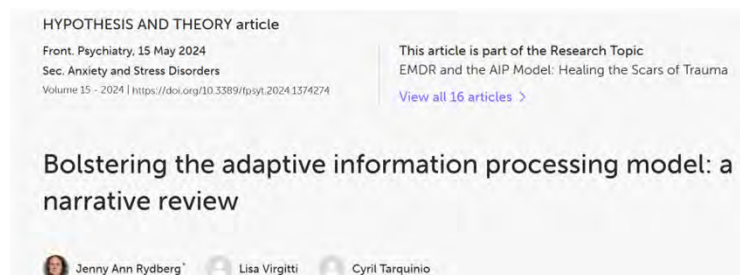 HYPOTHESIS AND THEORY article
Front. Psychiatry, 15 May 2024
Sec. Anxiety and Stress Disorders
Volume 15 - 2024 | https://doi.org/10.3389/fpsyt.2024.1374274
This article is part of the Research Topic
EMDR and the AIP Model: Healing the Scars of Trauma
View all 16 articles >
Bolstering the adaptive information processing model: a
narrative review
Jenny Ann Rydberg* Lisa Virgitti Cyril Tarquinio